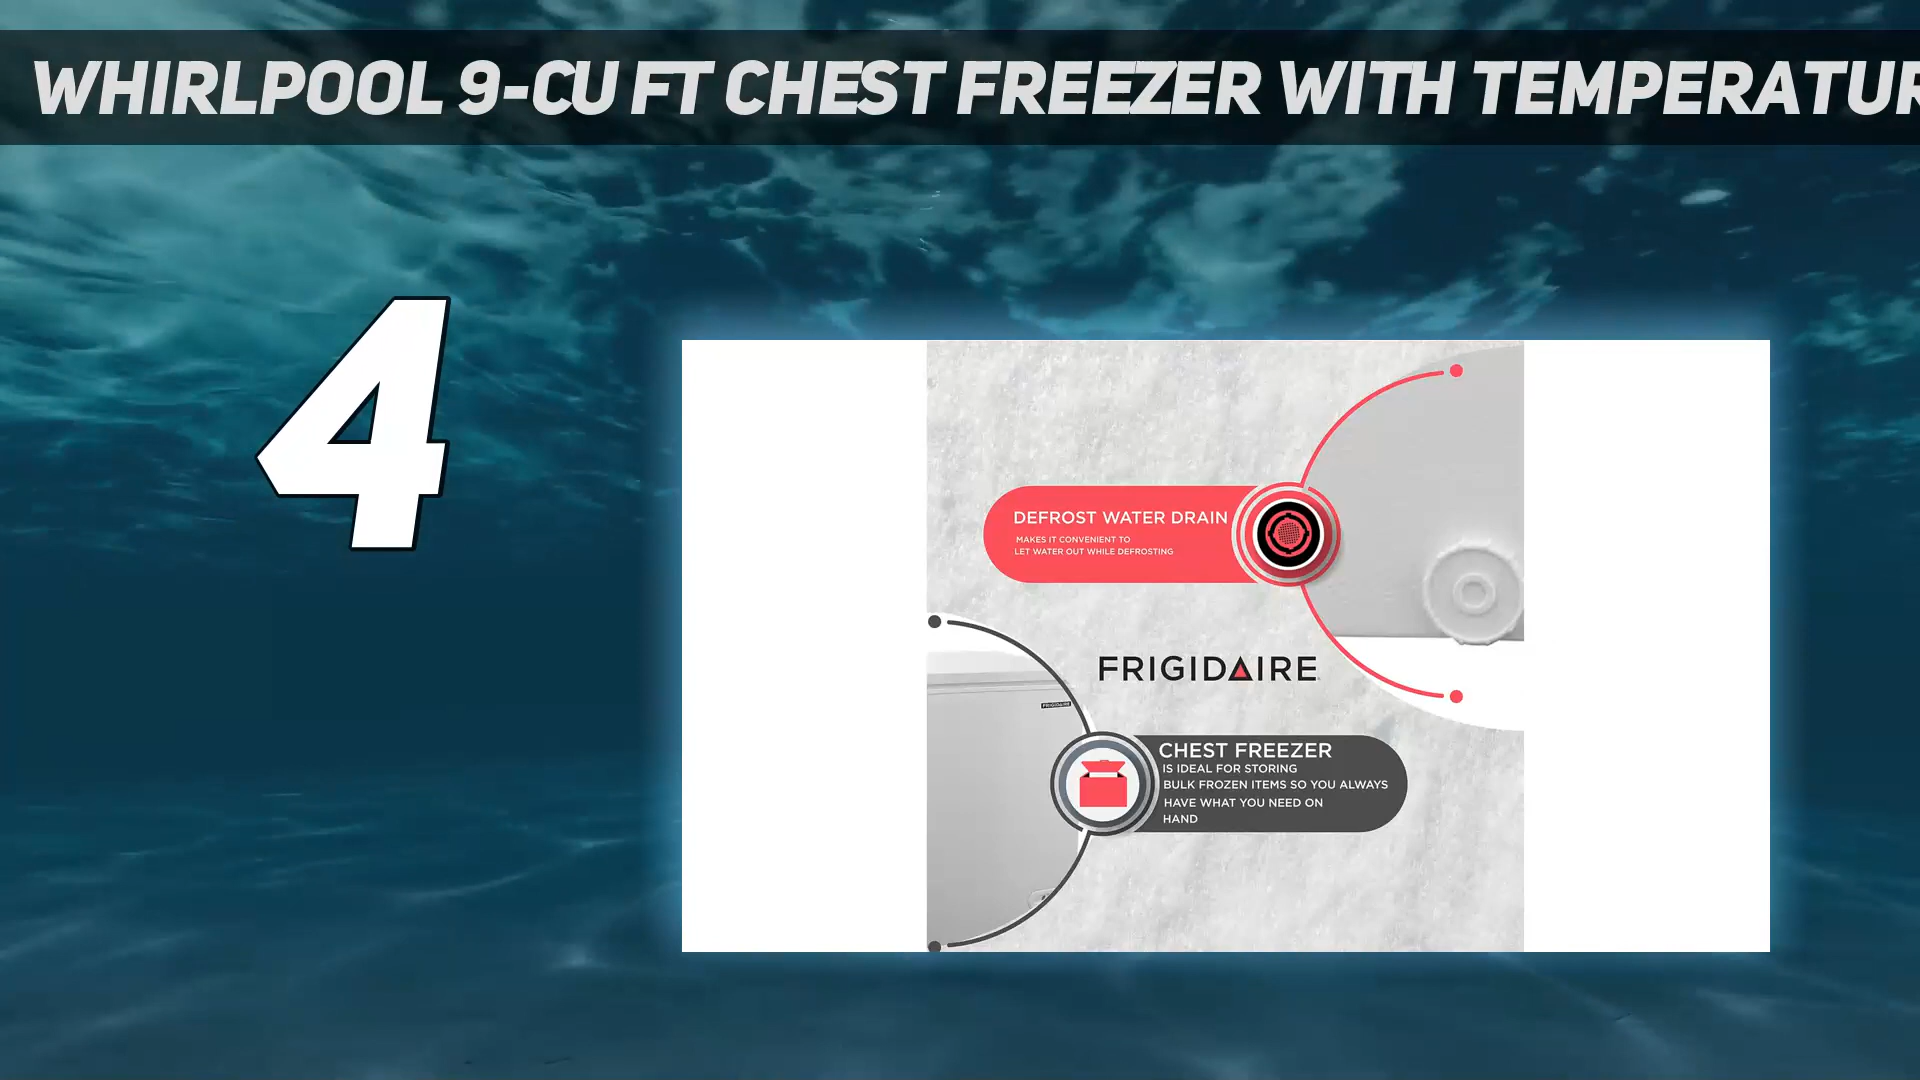 WHIRLPOOL 9-CU FT CHEST FREEZER WITH TEMPERATUR
4
DEFROST WATER DRAIN
MAKES IT CONVENIENT TO
LET WATER OUT WHILE DEFROSTING
FRIGIDAIRE
FRIGIDAIRE
CHEST FREEZER
IS IDEAL FOR STORING
BULK FROZEN ITEMS SO YOU ALWAYS
HAVE WHAT YOU NEED ON
HAND